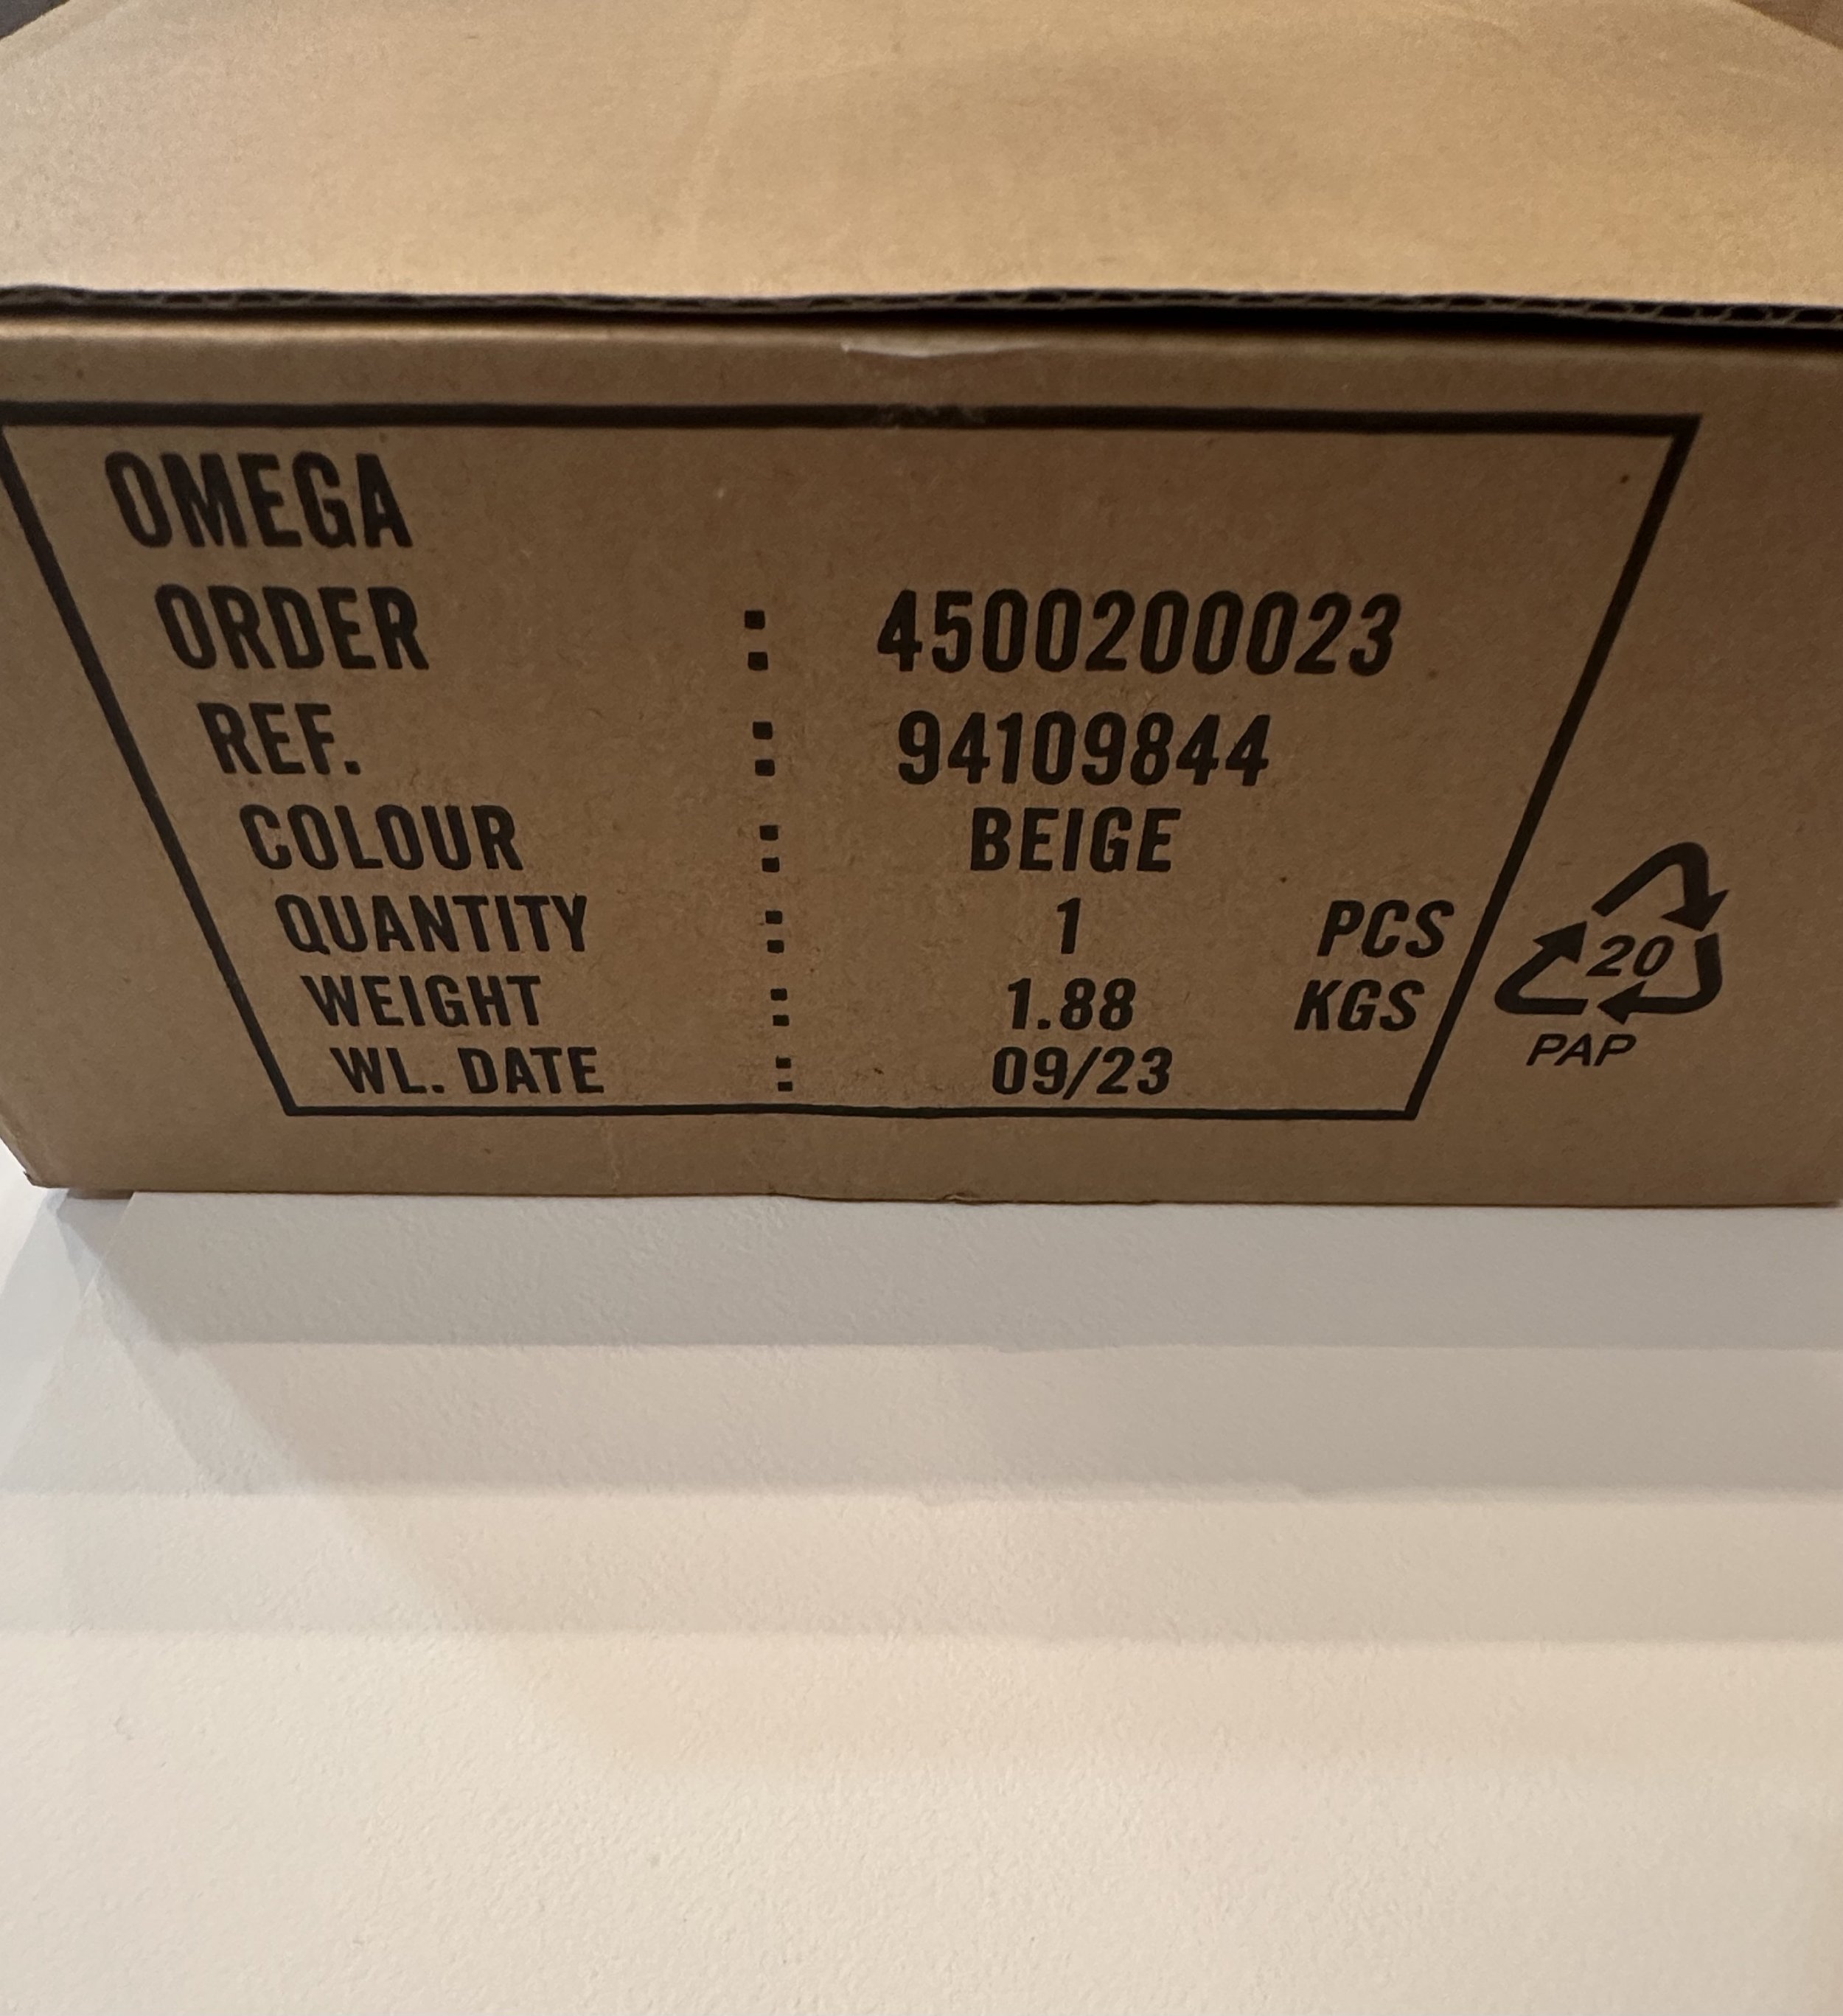 OMEGA
ORDER : 4500200023
REF. : 94109844
COLOUR : BEIGE
QUANTITY : 1 PCS
WEIGHT : 1.88 KGS
WL. DATE : 09/23
20
PAP